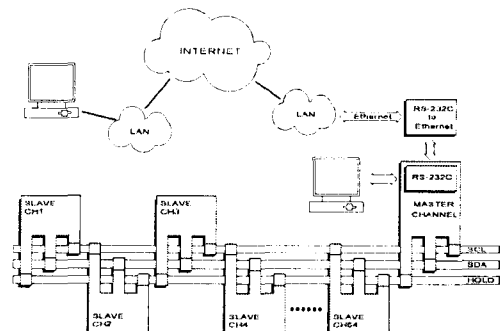 INTERNET
LAN
LAN
Ethernet
RS-232C
to
Ethernet
RS-232C
MASTER
CHANNEL
SLAVE
CH1
SLAVE
CH3
SCL
SDA
HOLD
SLAVE
CH2
SLAVE
CH4
SLAVE
CH64